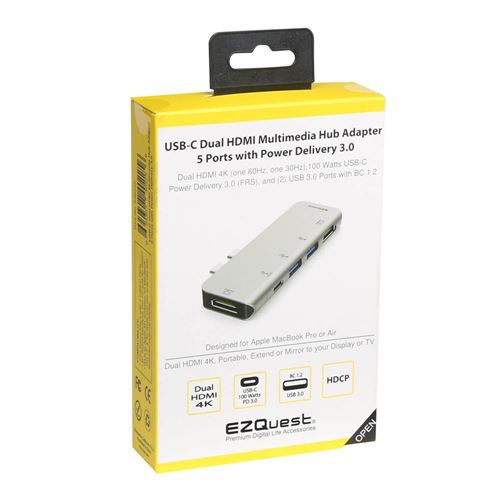 USB-C Dual HDMI Multimedia Hub Adapter
5 Ports with Power Delivery 3.0
Dual HDMI 4K (one 60Hz, one 30Hz),100 Watts USB-C
Power Delivery 3.0 (FRS), and (2) USB 3.0 Ports with BC 1.2
Designed for Apple MacBook Pro or Air
Dual HDMI 4K, Portable, Extend or Mirror to your Display or TV
Dual
HDMI
4K
USB-C
100 Watts
PD 3.0
BC 1.2
USB 3.0
HDCP
EZQuest
Premium Digital Life Accessories
OPEN